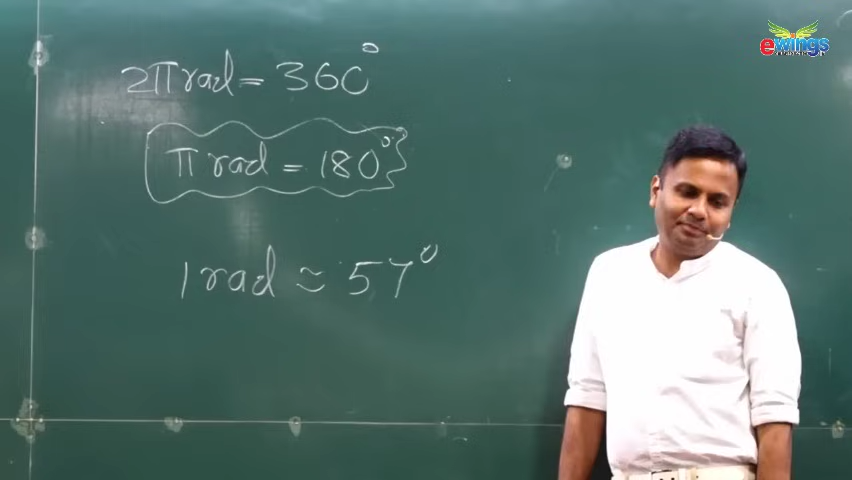 2π rad = 360°
π rad = 180°
1 rad ≈ 57°
ewings